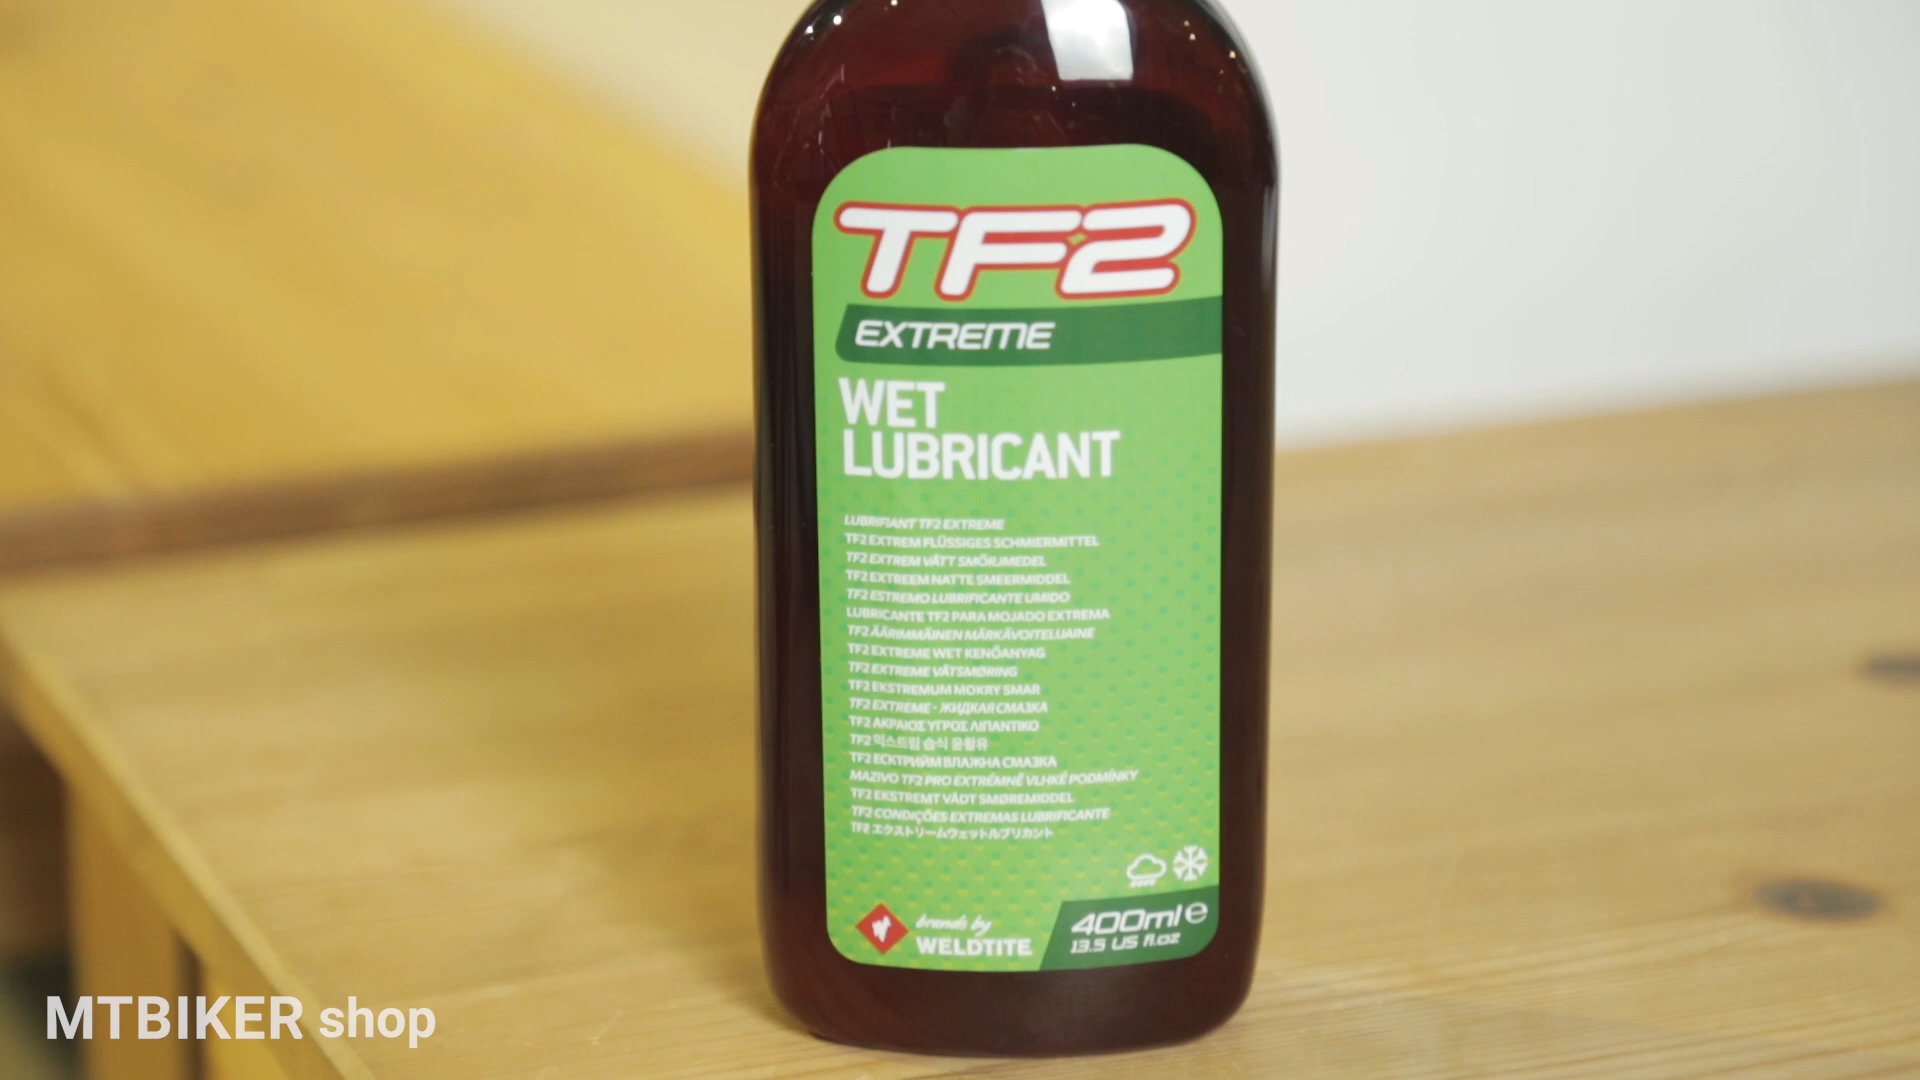 TF2
EXTREME
WET
LUBRICANT
LUBRIFIANT TF2 EXTREME
TF2 EXTREM FLÜSSIGES SCHMIERMITTEL
TF2 EXTREM VÅTT SMÖRJMEDEL
TF2 EXTREEM NATTE SMEERMIDDEL
TF2 ESTREMO LUBRIFICANTE UMIDO
LUBRICANTE TF2 PARA MOJADO EXTREMA
TF2 ÄÄRIMMÄINEN MÄRKÄVOITELUAINE
TF2 EXTREME WET KENŐANYAG
TF2 EXTREME VÅTSMØRING
TF2 EKSTREMUM MOKRY SMAR
TF2 EXTREME - ЖИДКАЯ СМАЗКА
TF2 ΑΚΡΑΙΟΣ ΥΓΡΟΣ ΛΙΠΑΝΤΙΚΟ
TF2 익스트림 습식 윤활유
TF2 ЕСКТРИЙМ ВЛАЖНА СМАЗКА
MAZIVO TF2 PRO EXTRÉMNĚ VLHKÉ PODMÍNKY
TF2 EKSTREMT VÅDT SMØREMIDDEL
TF2 CONDIÇÕES EXTREMAS LUBRIFICANTE
TF2 エクストリームウェットルブリカント
brands by
WELDTITE
400ml e
13.5 US fl.oz
MTBIKER shop